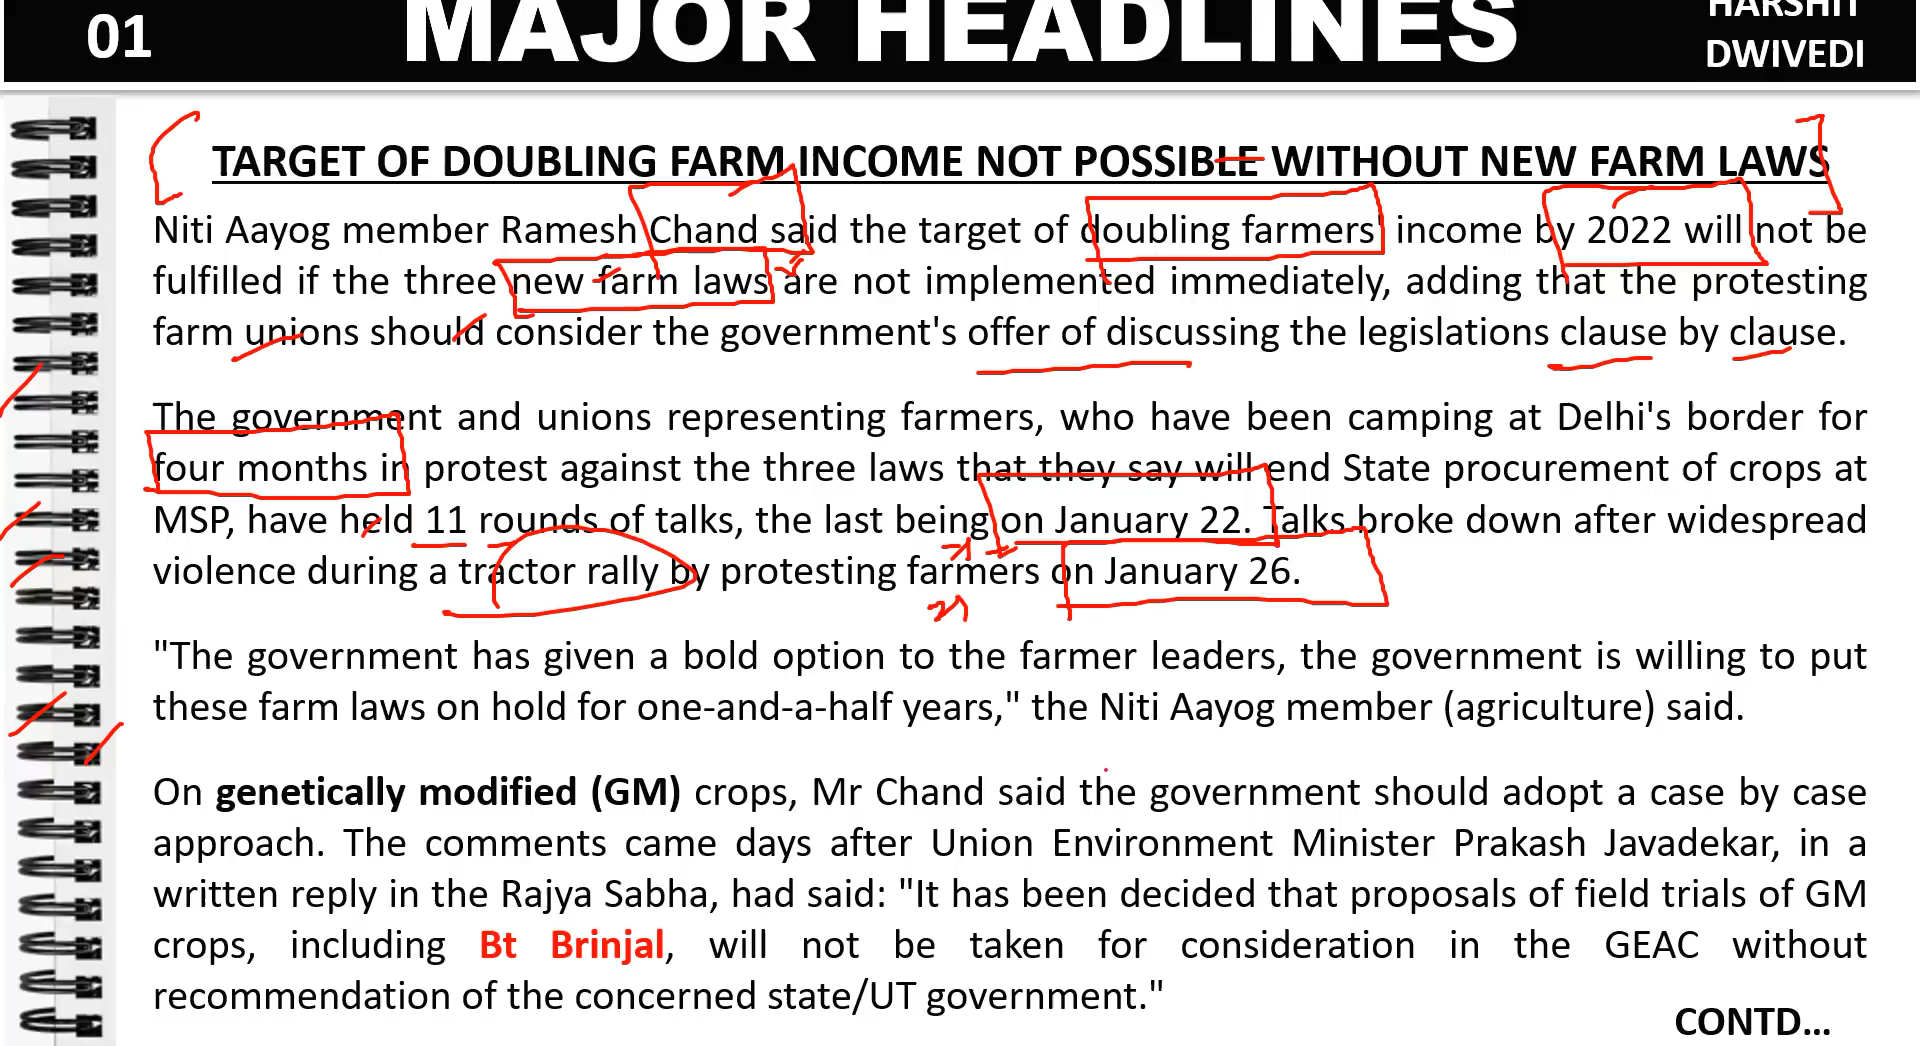 01
MAJOR HEADLINES
HARSHIT
DWIVEDI
TARGET OF DOUBLING FARM INCOME NOT POSSIBLE WITHOUT NEW FARM LAWS
Niti Aayog member Ramesh Chand said the target of doubling farmers' income by 2022 will not be
fulfilled if the three new farm laws are not implemented immediately, adding that the protesting
farm unions should consider the government's offer of discussing the legislations clause by clause.
The government and unions representing farmers, who have been camping at Delhi's border for
four months in protest against the three laws that they say will end State procurement of crops at
MSP, have held 11 rounds of talks, the last being on January 22. Talks broke down after widespread
violence during a tractor rally by protesting farmers on January 26.
"The government has given a bold option to the farmer leaders, the government is willing to put
these farm laws on hold for one-and-a-half years," the Niti Aayog member (agriculture) said.
On genetically modified (GM) crops, Mr Chand said the government should adopt a case by case
approach. The comments came days after Union Environment Minister Prakash Javadekar, in a
written reply in the Rajya Sabha, had said: "It has been decided that proposals of field trials of GM
crops, including Bt Brinjal, will not be taken for consideration in the GEAC without
recommendation of the concerned state/UT government."
CONTD...